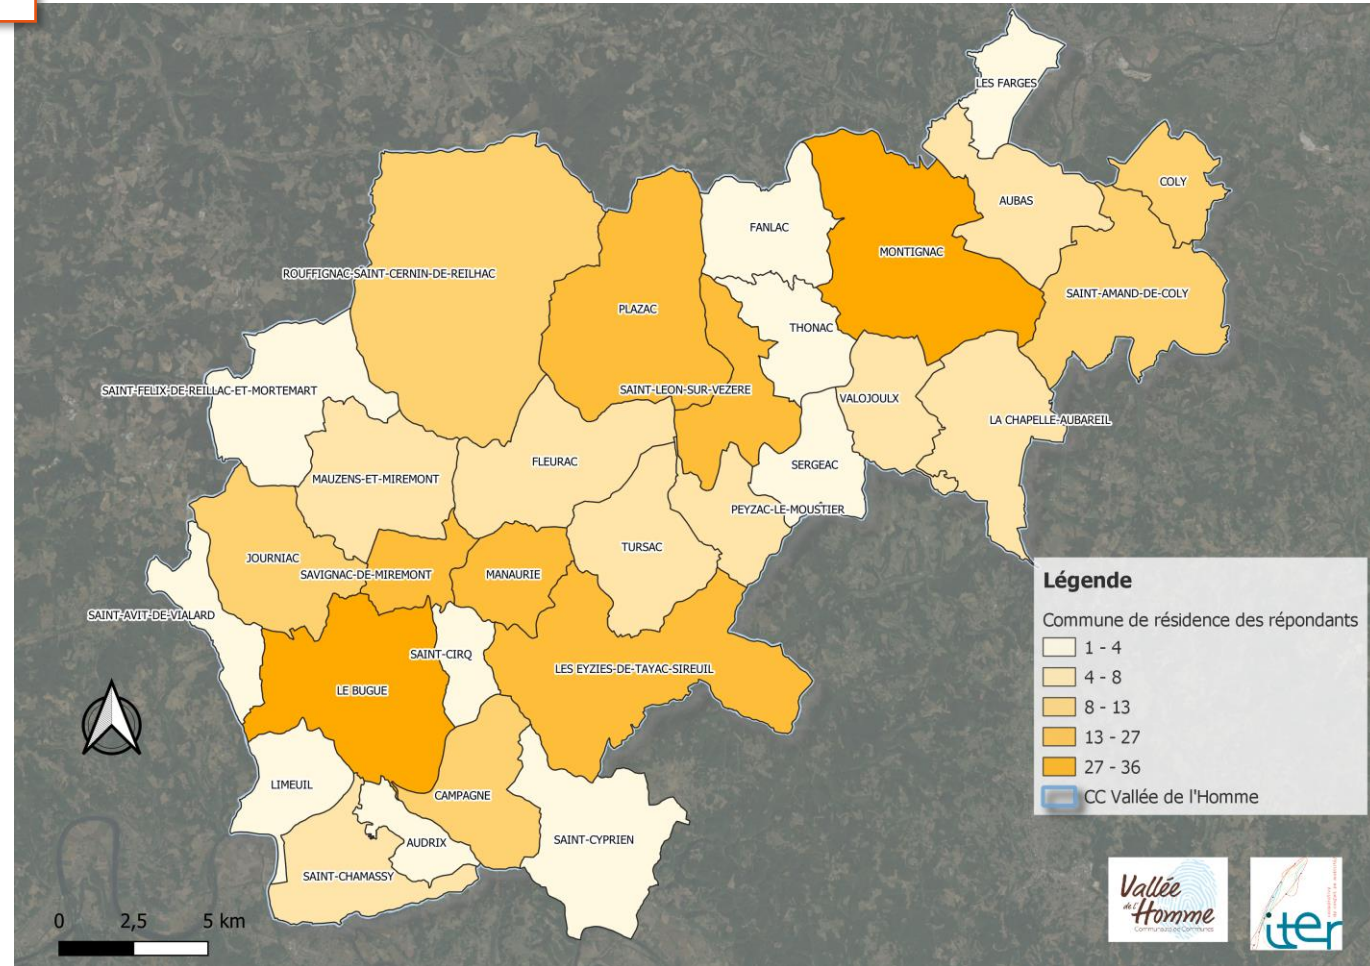 LES FARGES
COLY
AUBAS
FANLAC
MONTIGNAC
ROUFFIGNAC-SAINT-CERNIN-DE-REILHAC
SAINT-AMAND-DE-COLY
PLAZAC
THONAC
SAINT-FELIX-DE-REILLAC-ET-MORTEMART
SAINT-LEON-SUR-VEZERE
VALOJOULX
LA CHAPELLE-AUBAREIL
FLEURAC
SERGEAC
MAUZENS-ET-MIREMONT
PEYZAC-LE-MOUSTIER
TURSAC
JOURNIAC
SAVIGNAC-DE-MIREMONT
MANAURIE
SAINT-AVIT-DE-VIALARD
SAINT-CIRQ
LES EYZIES-DE-TAYAC-SIREUIL
LE BUGUE
LIMEUIL
CAMPAGNE
AUDRIX
SAINT-CYPRIEN
SAINT-CHAMASSY
Légende
Commune de résidence des répondants
1 - 4
4 - 8
8 - 13
13 - 27
27 - 36
CC Vallée de l'Homme
0 2,5 5 km
Vallée
de l'
Homme
Communauté de Communes
iter